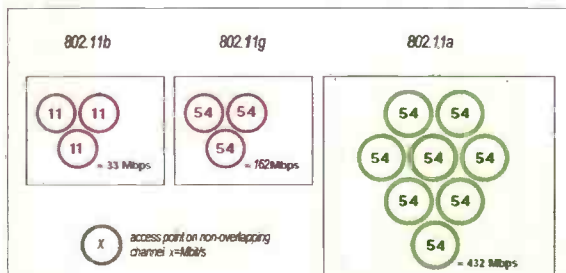 802.11b
802.11g
802.11a
11 11
11
= 33 Mbps
54 54
54
= 162Mbps
54 54
54 54 54
54 54
54
= 432 Mbps
x
access point on non-overlapping
channel x=Mbit/s